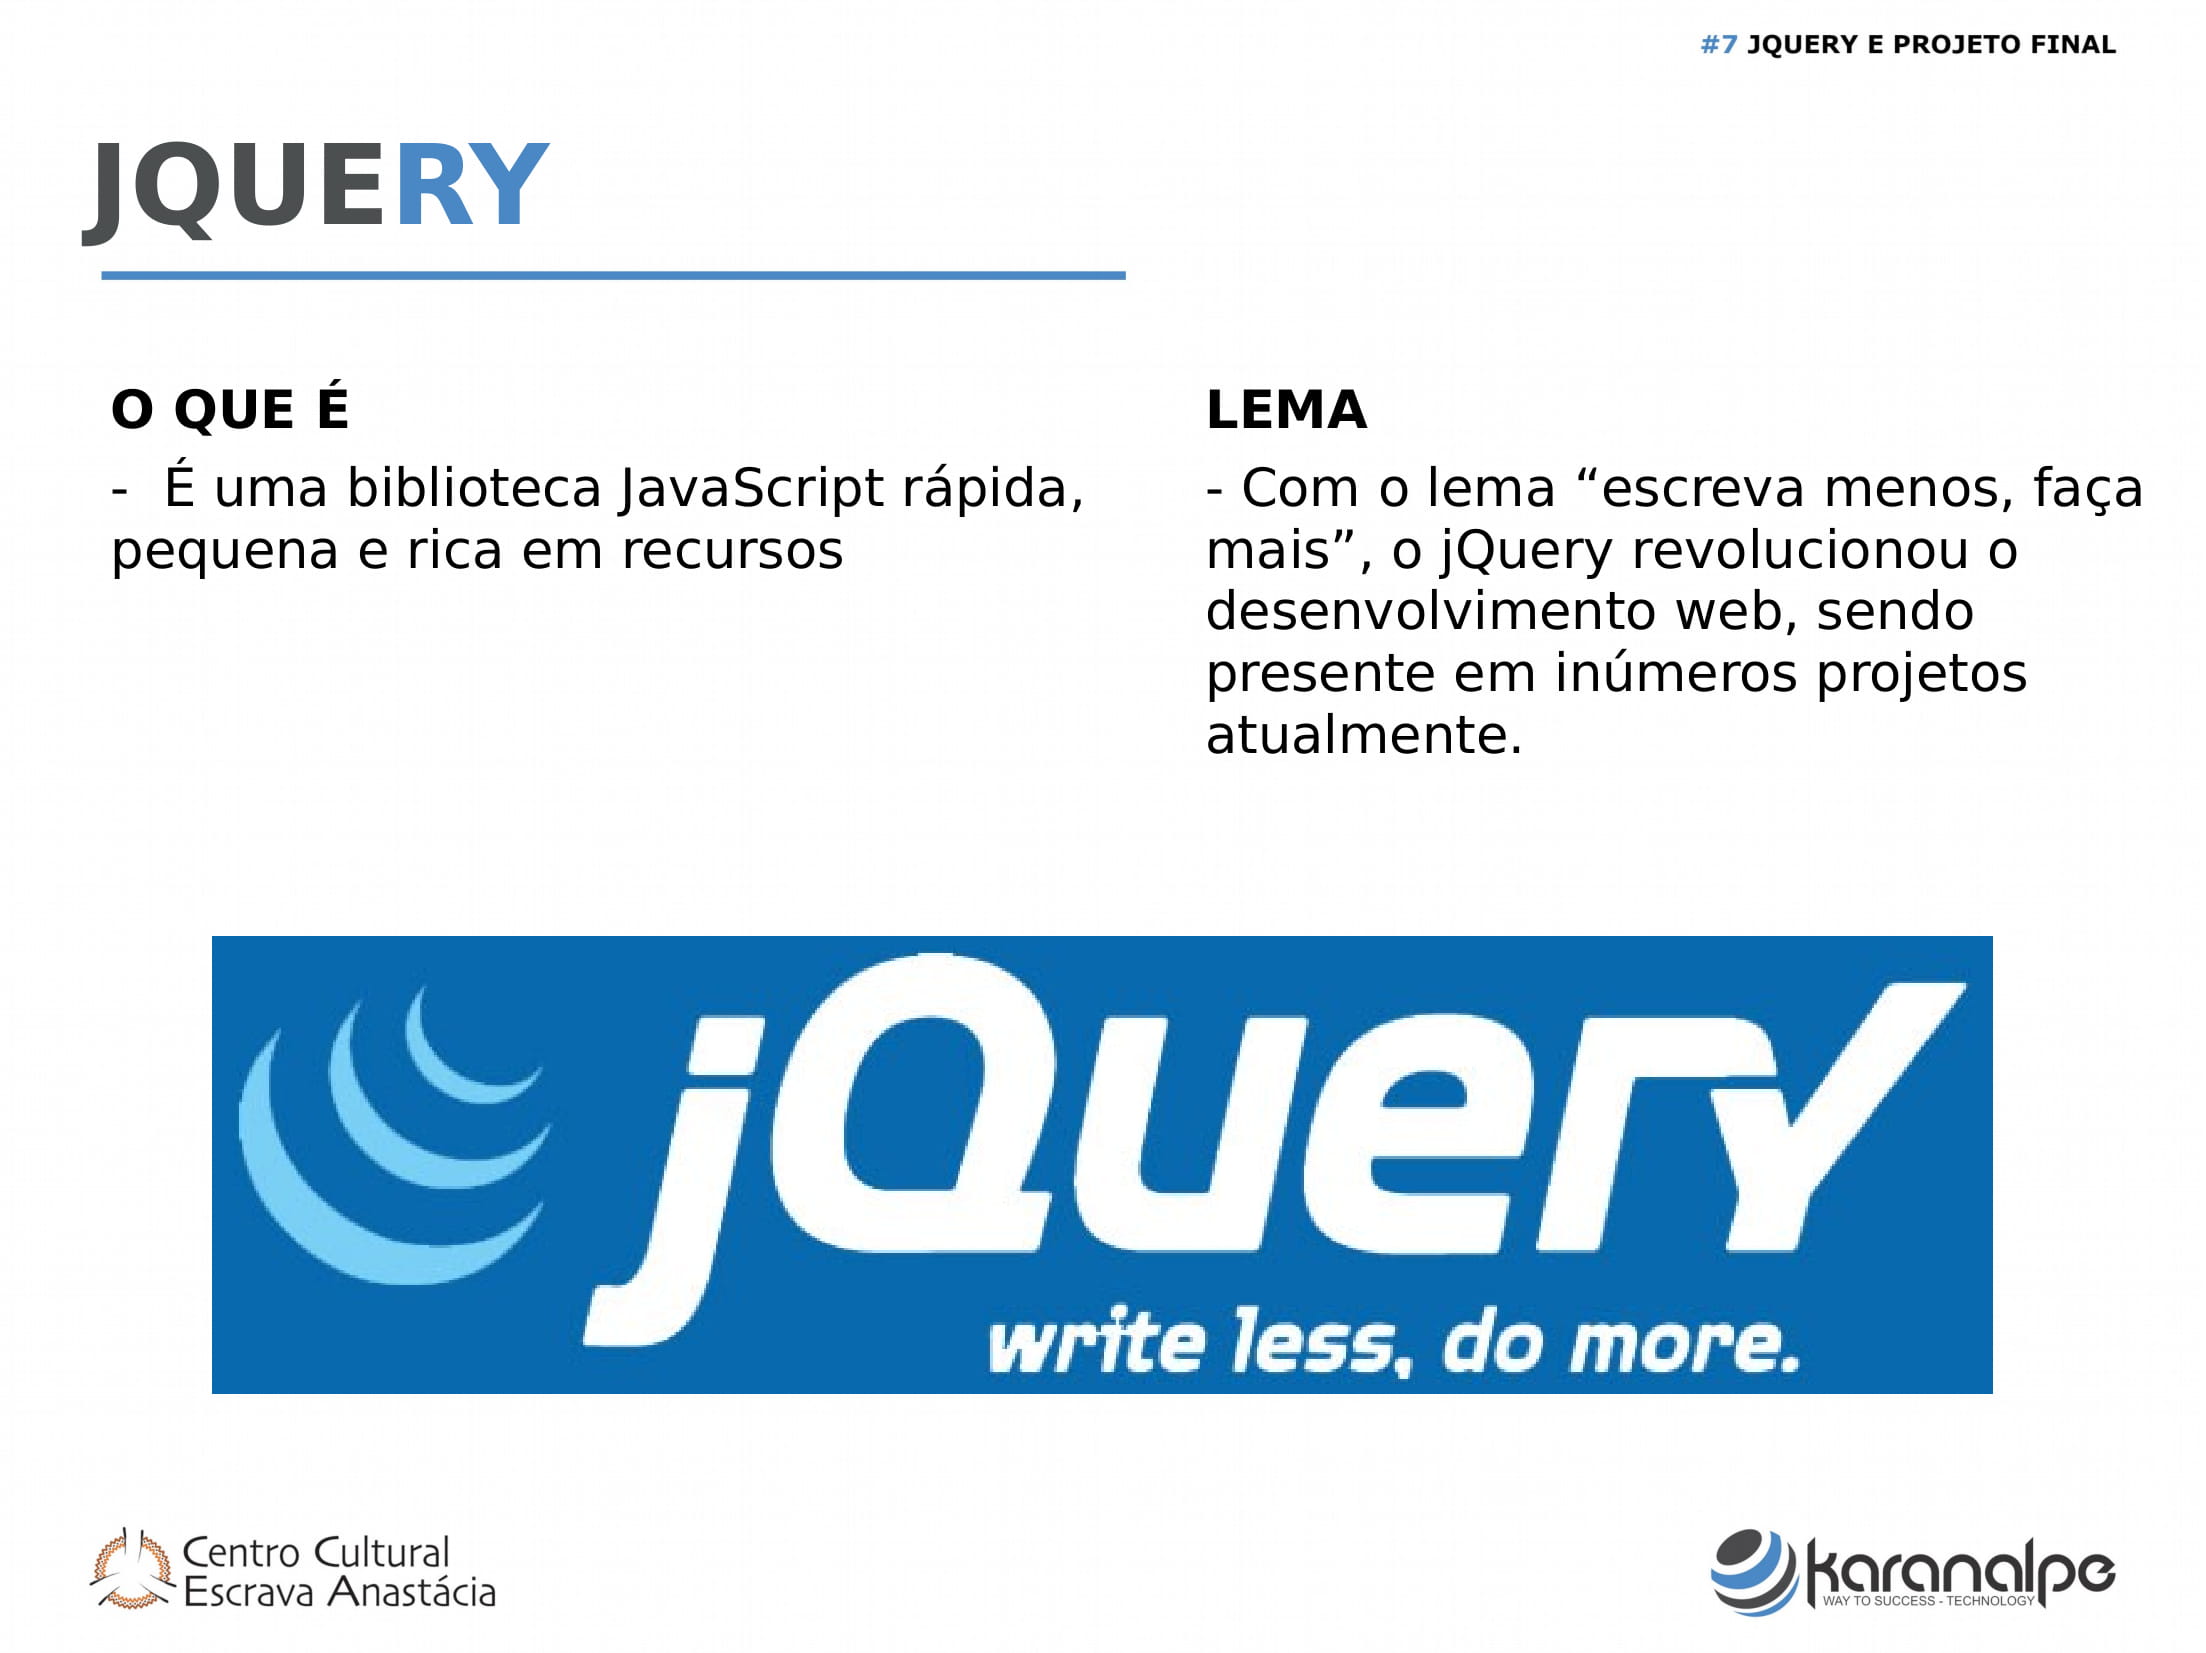 #7 JQUERY E PROJETO FINAL
JQUERY
O QUE É
- É uma biblioteca JavaScript rápida,
pequena e rica em recursos
LEMA
- Com o lema “escreva menos, faça
mais”, o jQuery revolucionou o
desenvolvimento web, sendo
presente em inúmeros projetos
atualmente.
jQuery
write less, do more.
Centro Cultural
Escrava Anastácia
karanalpe
WAY TO SUCCESS - TECHNOLOGY